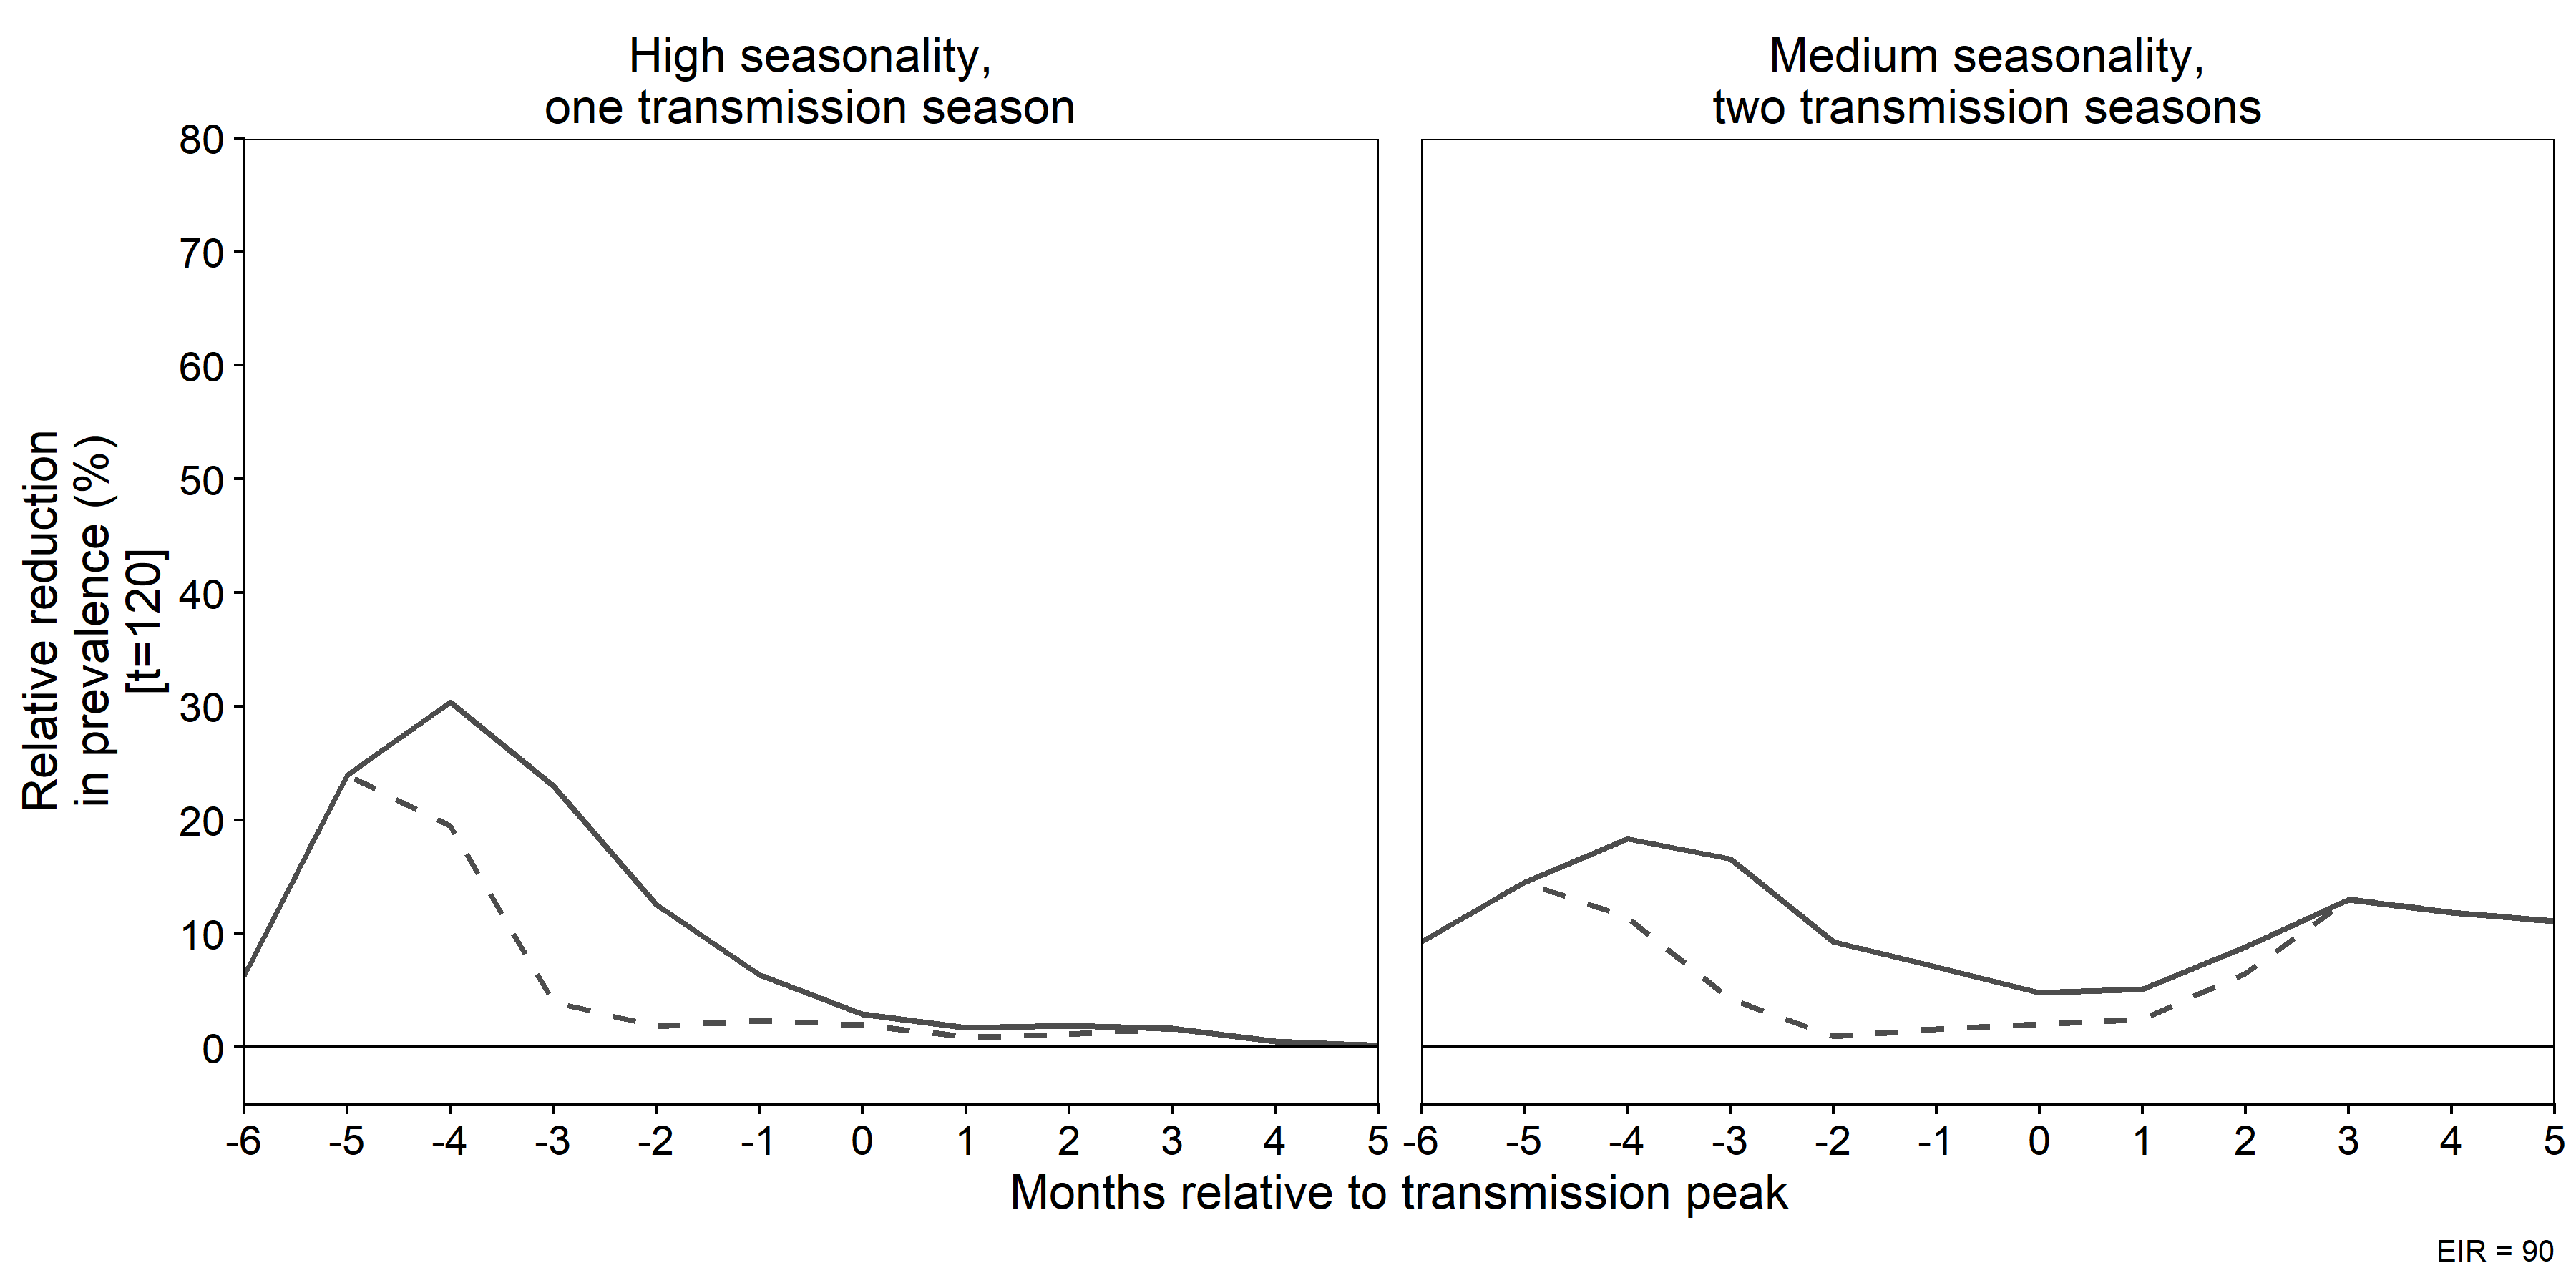 High seasonality,
one transmission season
Medium seasonality,
two transmission seasons
Relative reduction
in prevalence (%)
[t=120]
80
70
60
50
40
30
20
10
0
-6 -5 -4 -3 -2 -1 0 1 2 3 4 5
-6 -5 -4 -3 -2 -1 0 1 2 3 4 5
Months relative to transmission peak
EIR = 90